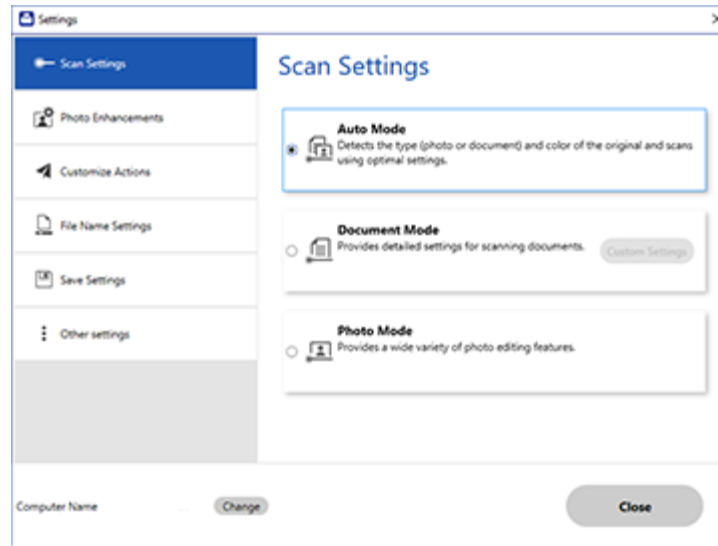 Settings
Scan Settings
Photo Enhancements
Customize Actions
File Name Settings
Save Settings
Other settings
Scan Settings
Auto Mode
Detects the type (photo or document) and color of the original and scans
using optimal settings.
Document Mode
Provides detailed settings for scanning documents.
Custom Settings
Photo Mode
Provides a wide variety of photo editing features.
Computer Name
Change
Close